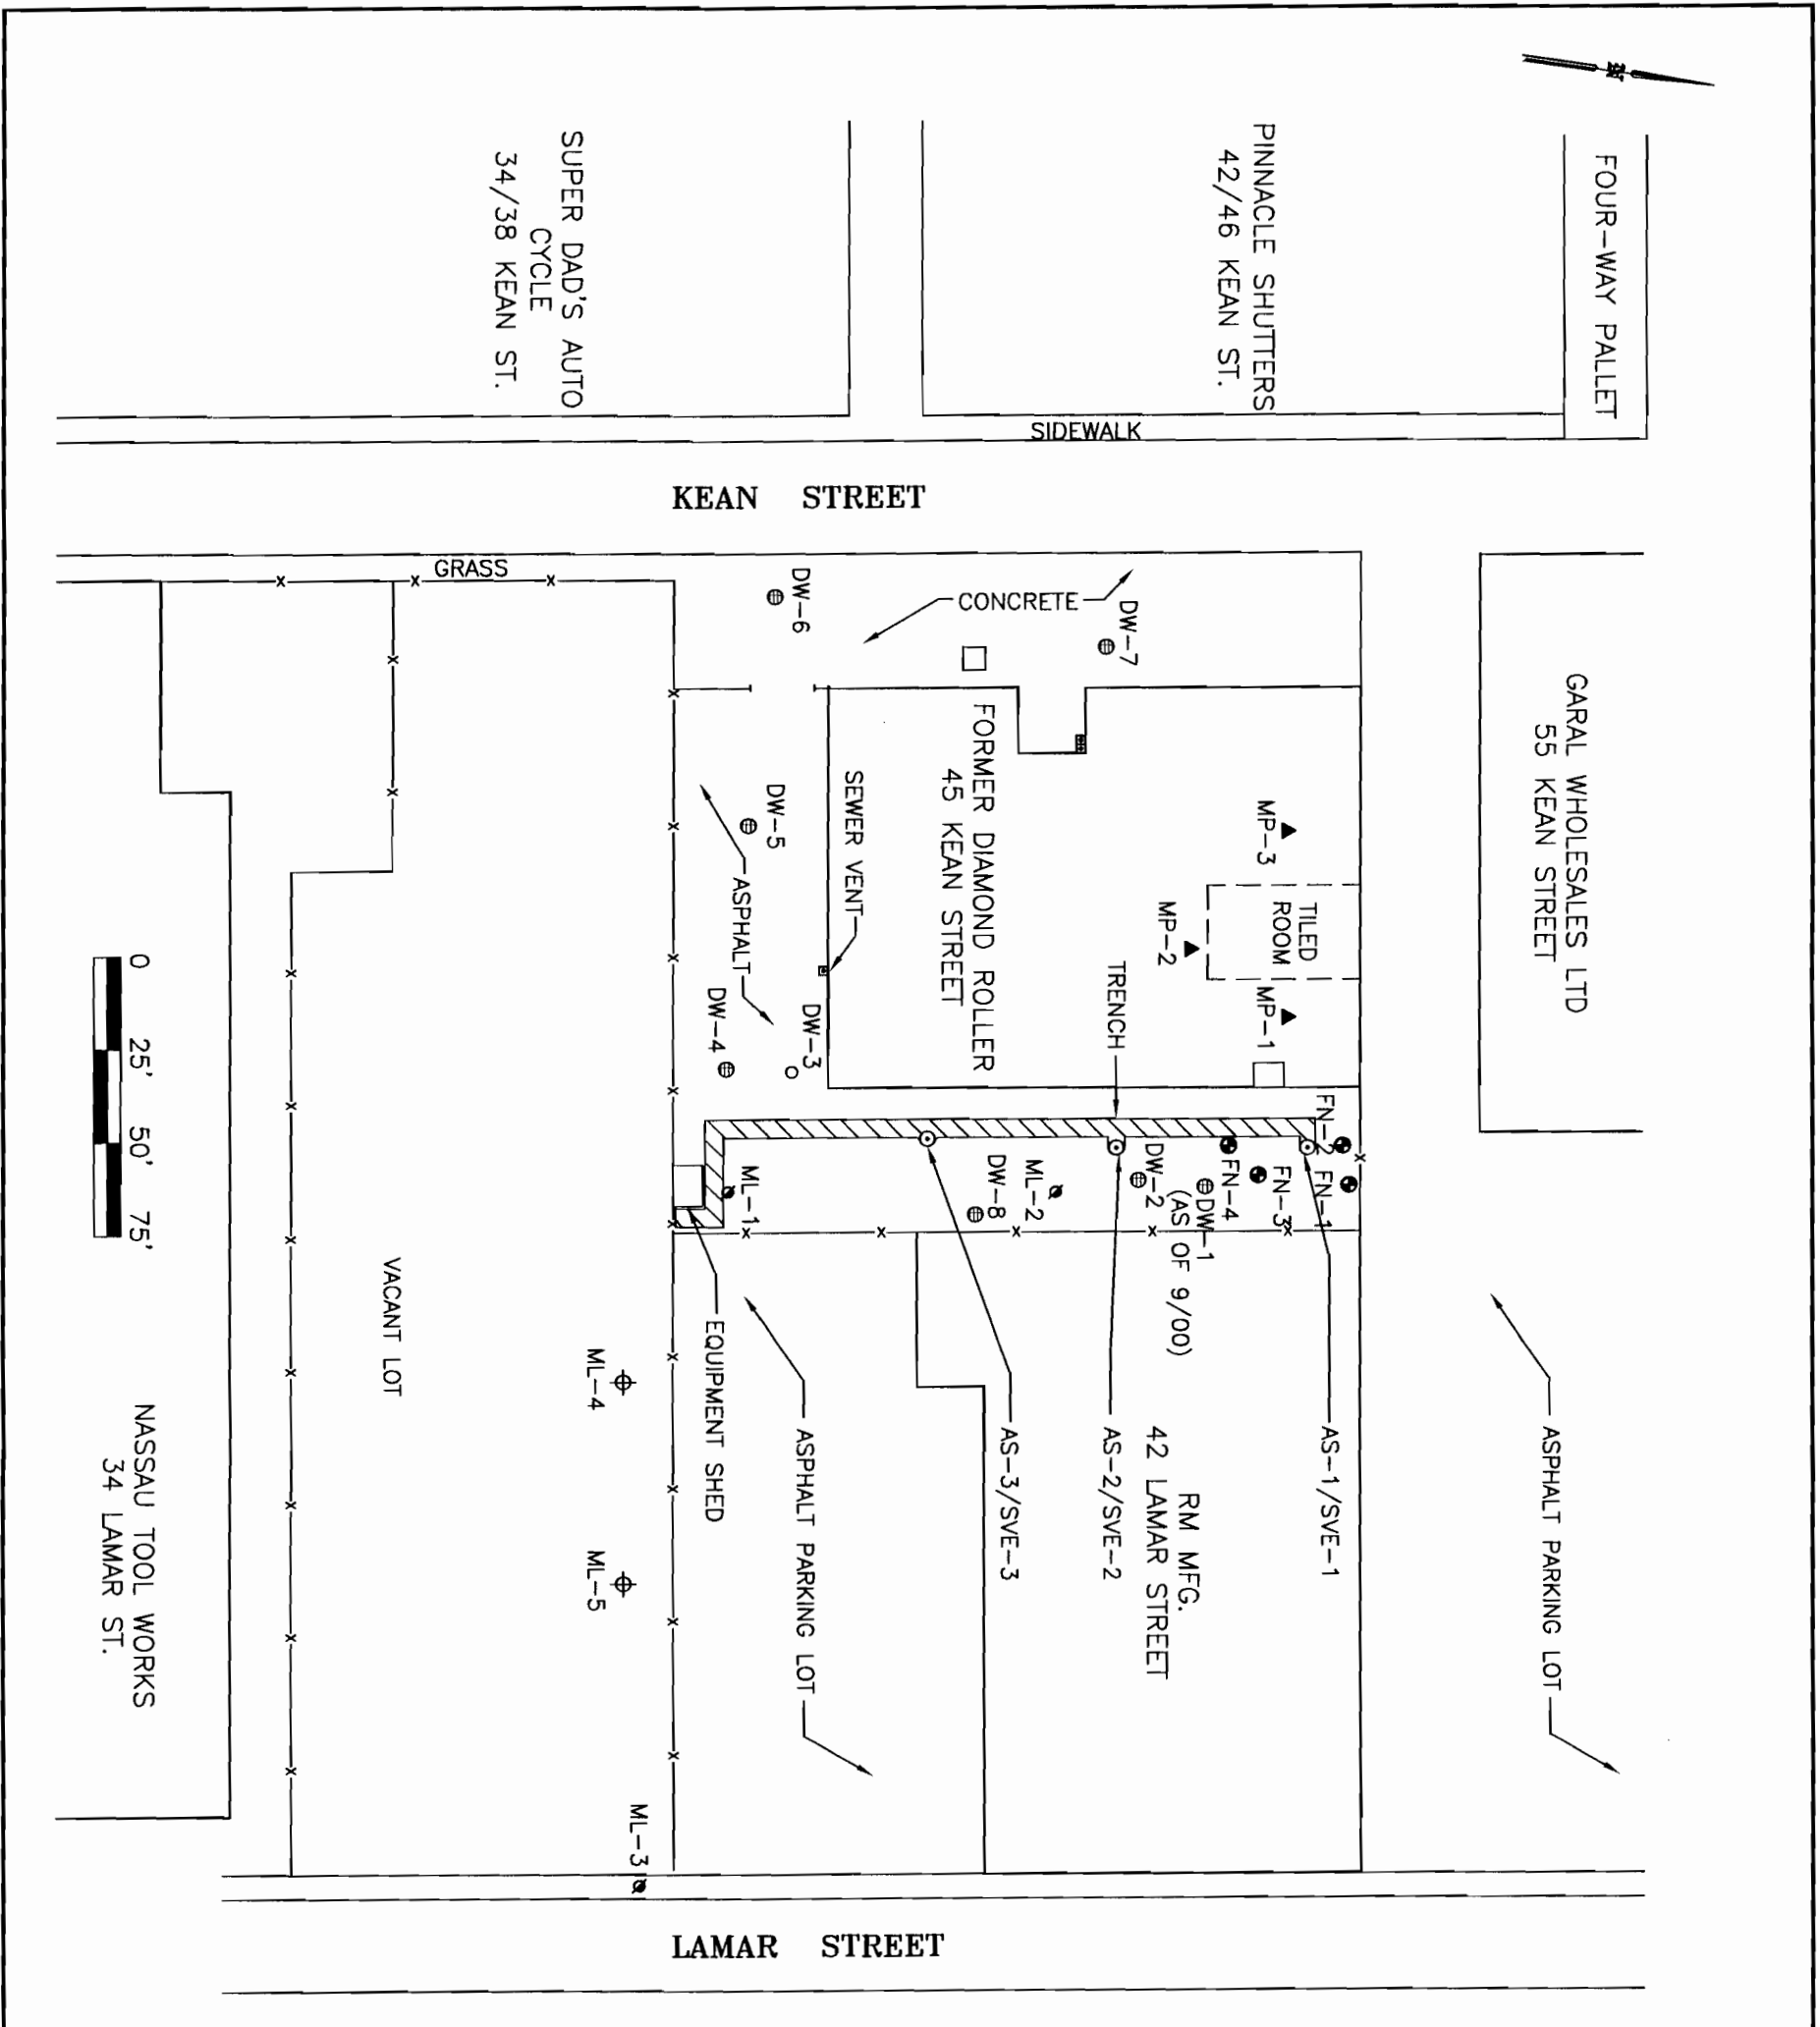 N
FOUR-WAY PALLET
PINNACLE SHUTTERS
42/46 KEAN ST.
SUPER DAD'S AUTO
CYCLE
34/38 KEAN ST.
SIDEWALK
KEAN STREET
GRASS
DW-6
CONCRETE
DW-7
GARAL WHOLESALES LTD
55 KEAN STREET
FORMER DIAMOND ROLLER
45 KEAN STREET
SEWER VENT
DW-5
ASPHALT
DW-4
DW-3
MP-3
TILED
ROOM
MP-2
MP-1
TRENCH
FN-2
FN-1
FN-3
FN-4
DW-1
(AS OF 9/00)
DW-2
ML-2
DW-8
ML-1
EQUIPMENT SHED
ASPHALT PARKING LOT
AS-3/SVE-3
AS-2/SVE-2
AS-1/SVE-1
RM MFG.
42 LAMAR STREET
ASPHALT PARKING LOT
0 25' 50' 75'
VACANT LOT
ML-4
ML-5
ML-3
NASSAU TOOL WORKS
34 LAMAR ST.
LAMAR STREET